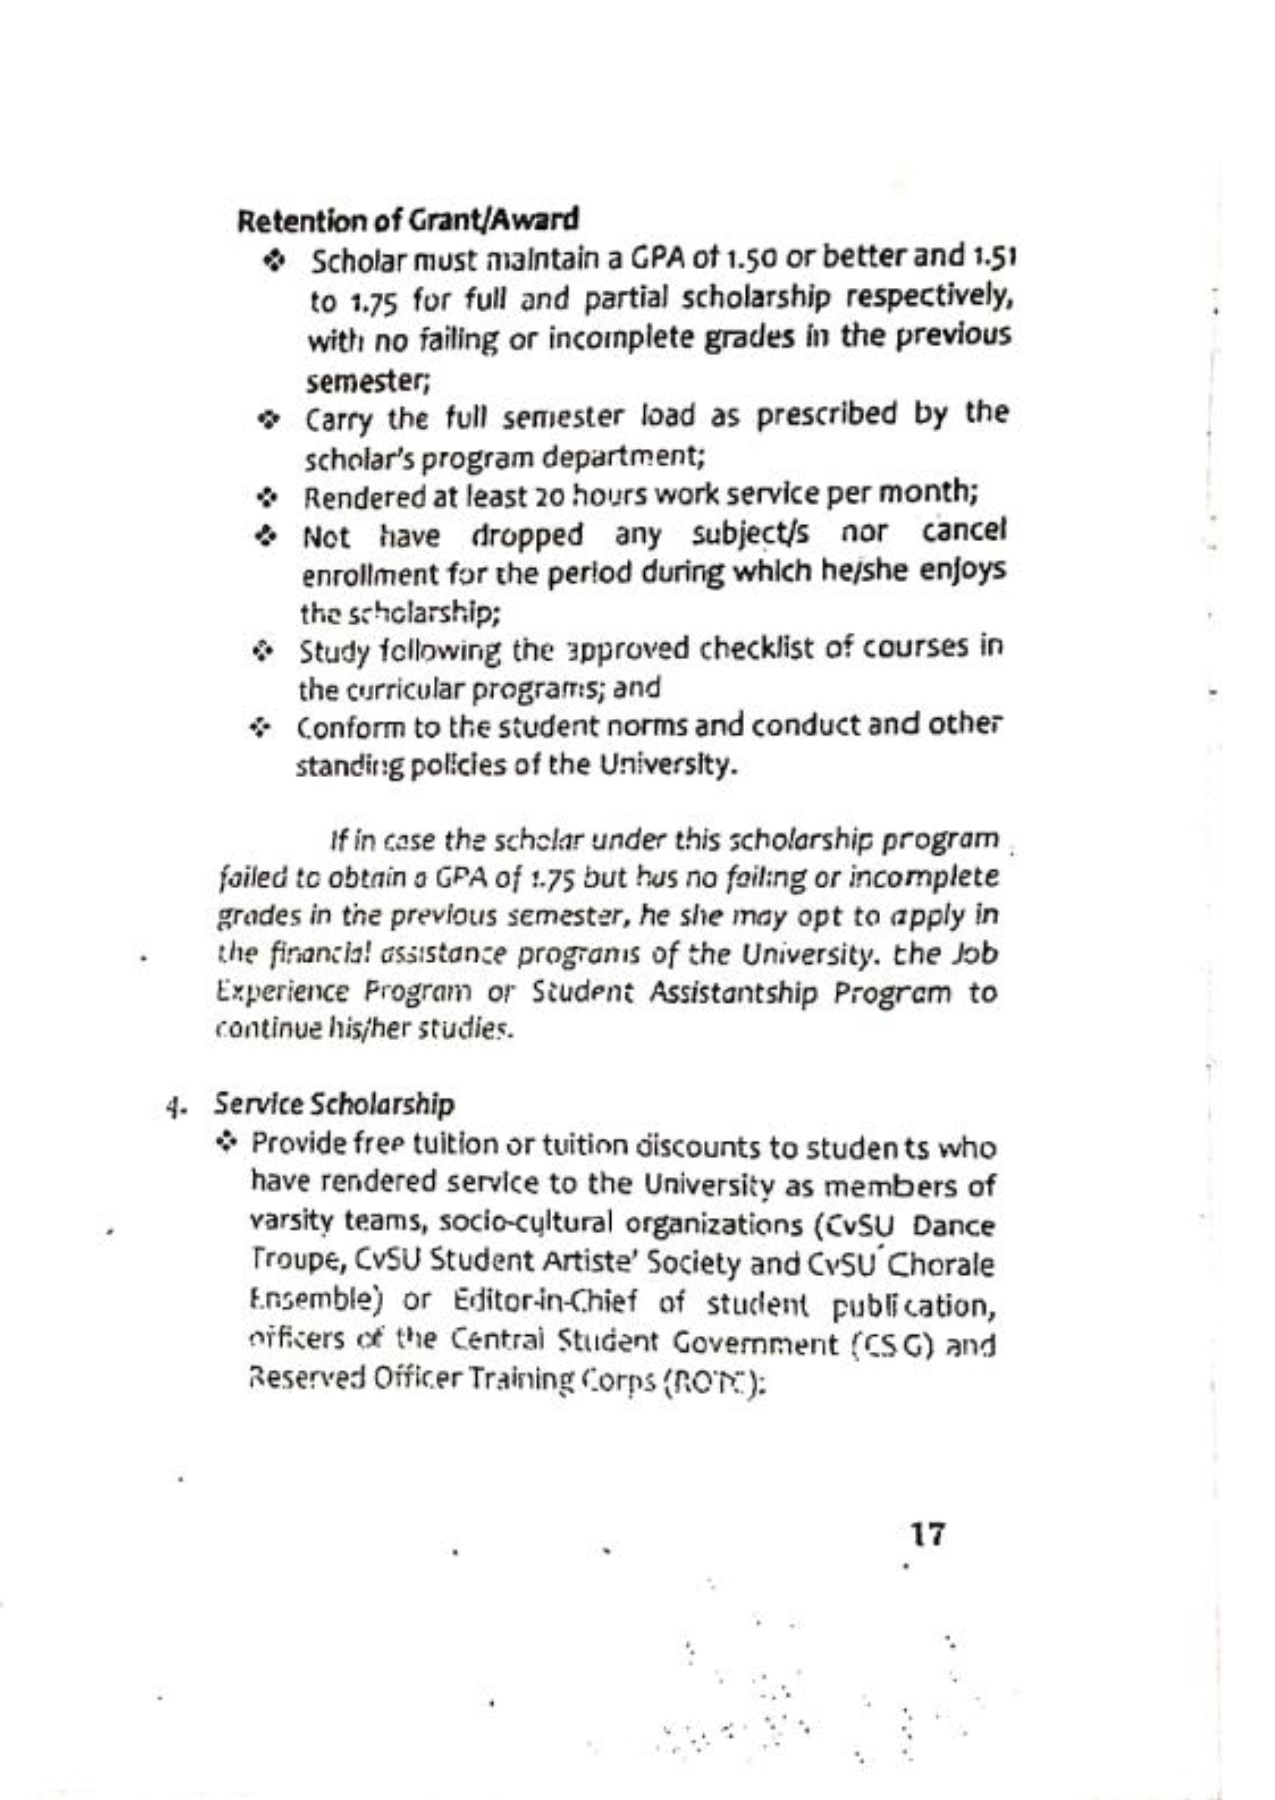 Retention of Grant/Award
❖ Scholar must maintain a GPA of 1.50 or better and 1.51
to 1.75 for full and partial scholarship respectively,
with no failing or incomplete grades in the previous
semester;
❖ Carry the full semester load as prescribed by the
scholar's program department;
❖ Rendered at least 20 hours work service per month;
❖ Not have dropped any subject/s nor cancel
enrollment for the period during which he/she enjoys
the scholarship;
❖ Study following the approved checklist of courses in
the curricular programs; and
❖ Conform to the student norms and conduct and other
standing policies of the University.
If in case the scholar under this scholarship program
failed to obtain a GPA of 1.75 but has no failing or incomplete
grades in the previous semester, he she may opt to apply in
the financial assistance programs of the University. the Job
Experience Program or Student Assistantship Program to
continue his/her studies.
4. Service Scholarship
❖ Provide free tuition or tuition discounts to students who
have rendered service to the University as members of
varsity teams, socio-cultural organizations (CvSU Dance
Troupe, CvSU Student Artiste' Society and CvSU Chorale
Ensemble) or Editor-in-Chief of student publication,
officers of the Central Student Government (CSG) and
Reserved Officer Training Corps (ROTC);
17